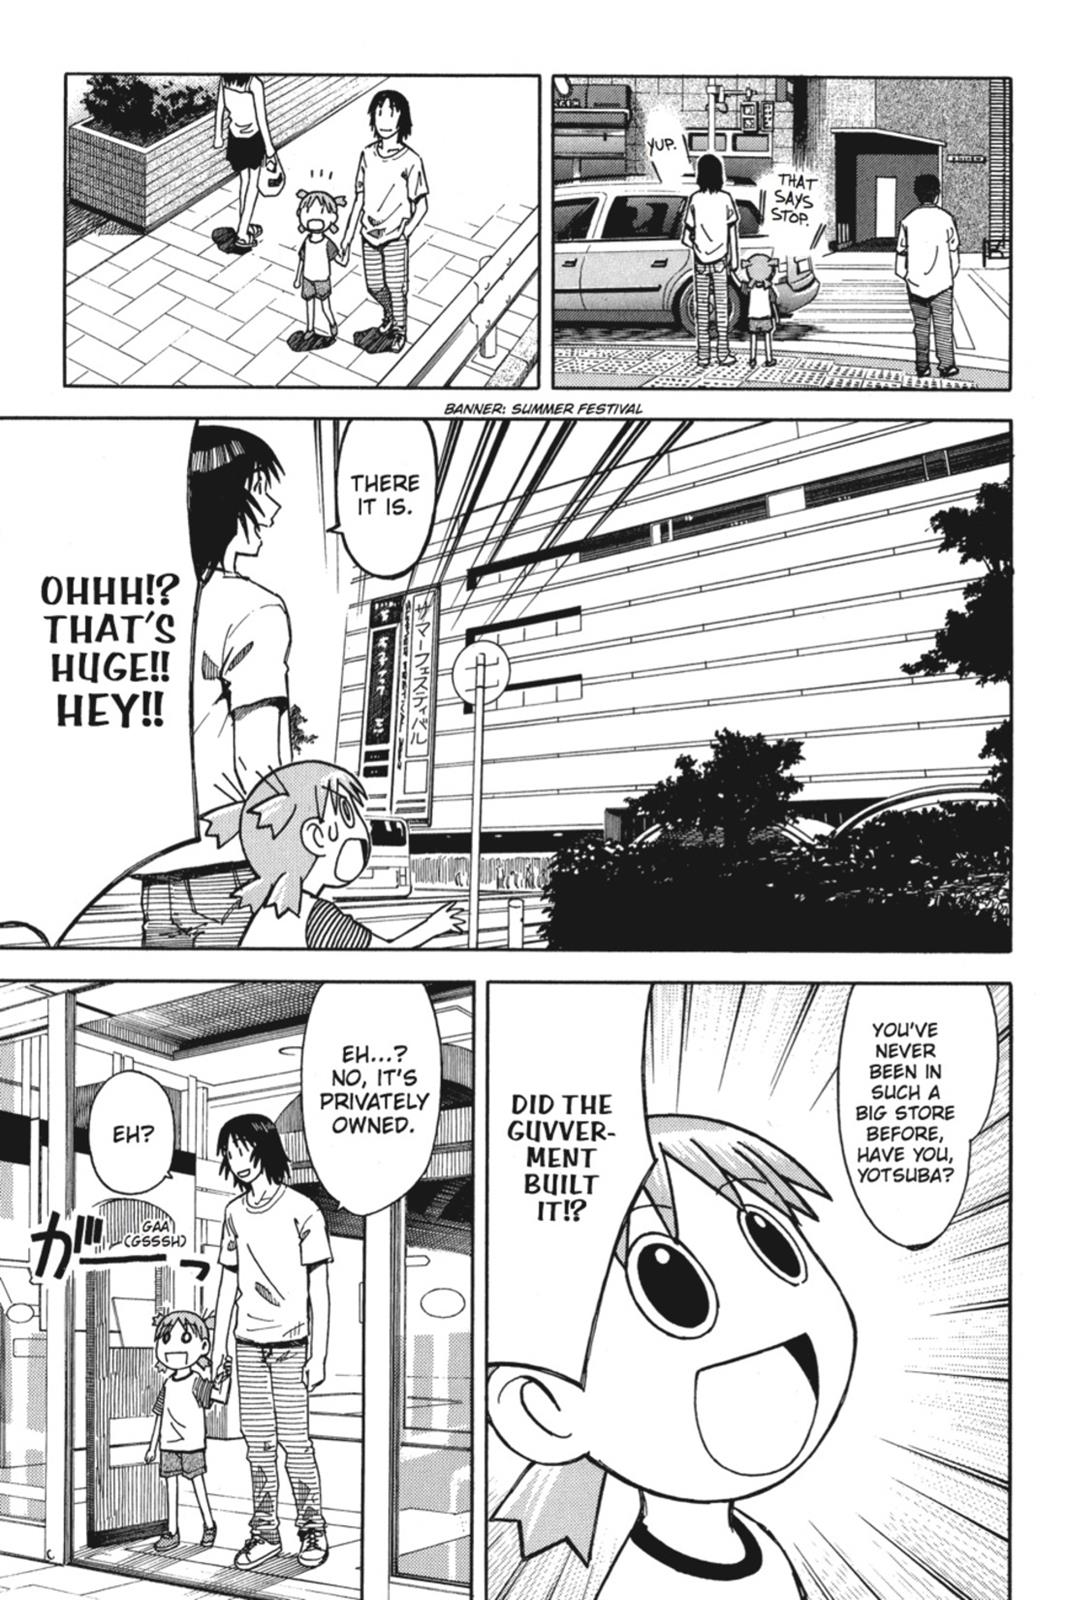 THAT
SAYS
STOP.
YUP.
BANNER: SUMMER FESTIVAL
THERE
IT IS.
サマーフェスティバル
OHHH!?
THAT'S
HUGE!!
HEY!!
YOU'VE
NEVER
BEEN IN
SUCH A
BIG STORE
BEFORE,
HAVE YOU,
YOTSUBA?
DID THE
GUVVER-
MENT
BUILT
IT!?
EH...?
NO, IT'S
PRIVATELY
OWNED.
EH?
ガーッ
GAA
(GSSSH)